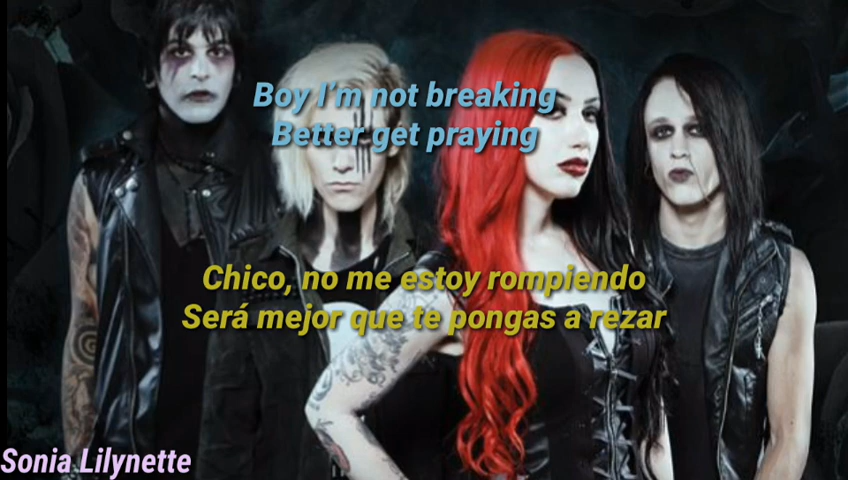 Boy I'm not breaking
Better get praying
Chico, no me estoy rompiendo
Será mejor que te pongas a rezar
Sonia Lilynette